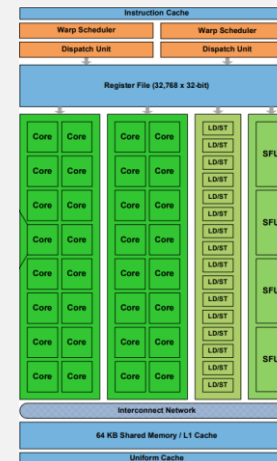 Instruction Cache
Warp Scheduler Warp Scheduler
Dispatch Unit Dispatch Unit
Register File (32,768 x 32-bit)
Core Core Core Core LD/ST
LD/ST SFU
Core Core Core Core LD/ST
LD/ST
Core Core Core Core LD/ST
LD/ST SFU
Core Core Core Core LD/ST
LD/ST
Core Core Core Core LD/ST
LD/ST SFU
Core Core Core Core LD/ST
LD/ST
Core Core Core Core LD/ST
LD/ST SFU
Core Core Core Core LD/ST
LD/ST
Interconnect Network
64 KB Shared Memory / L1 Cache
Uniform Cache